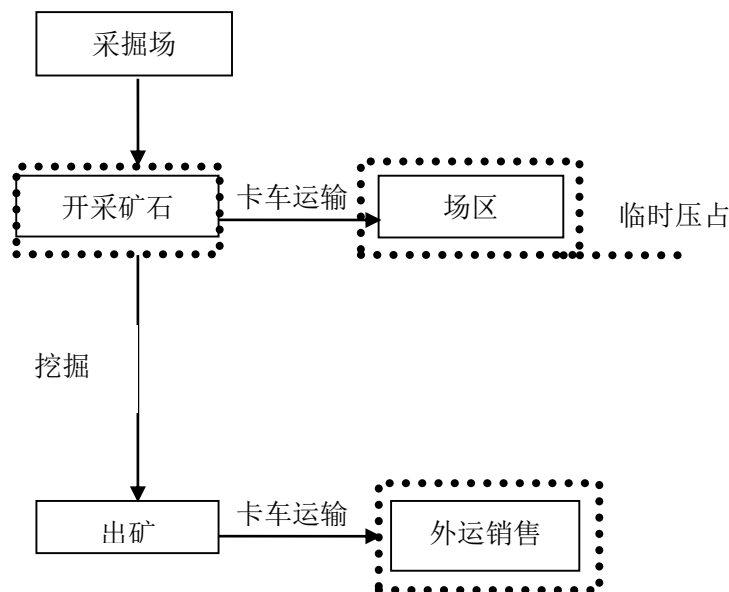 采掘场
开采矿石
卡车运输
场区
临时压占
挖掘
出矿
卡车运输
外运销售